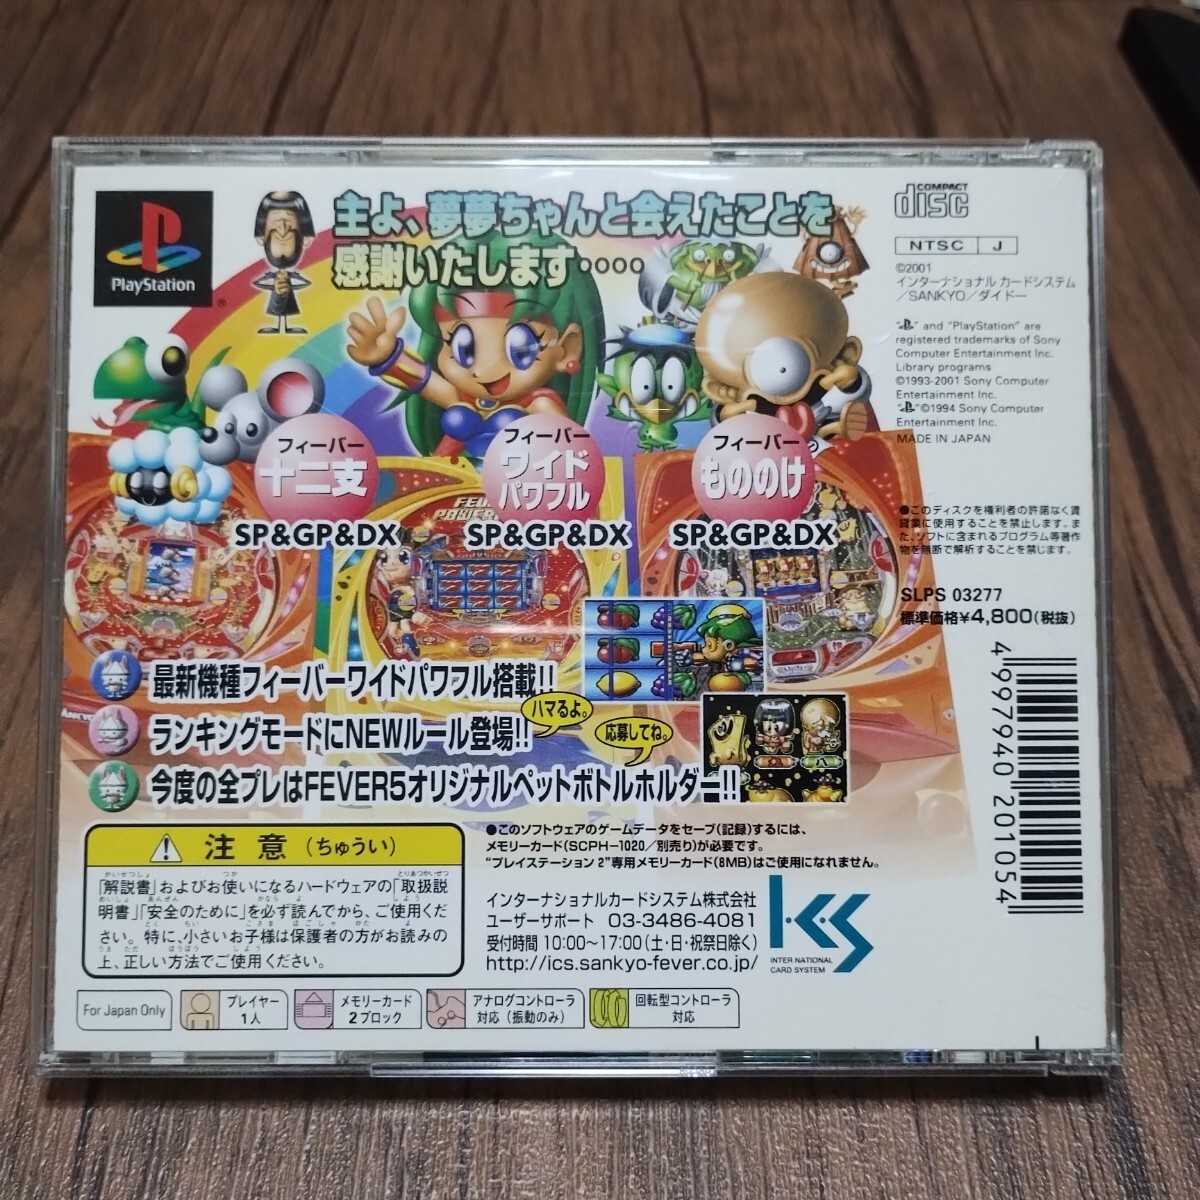 PlayStation
主よ、夢夢ちゃんと会えたことを
感謝いたします・・・・
COMPACT
disc
NTSC J
©2001
インターナショナル カードシステム
／SANKYO／ダイドー
" " and "PlayStation" are
registered trademarks of Sony
Computer Entertainment Inc.
Library programs
©1993-2001 Sony Computer
Entertainment Inc.
" "©1994 Sony Computer
Entertainment Inc.
MADE IN JAPAN
フィーバー
十二支
SP&GP&DX
フィーバー
ワイド
パワフル
SP&GP&DX
フィーバー
もののけ
SP&GP&DX
●このディスクを権利者の許諾なく賃
貸業に使用することを禁止します。ま
た、ソフトに含まれるプログラム等著作
物を無断で解析することを禁じます。
SLPS 03277
標準価格¥4,800(税抜)
4 997940 201054
最新機種フィーバーワイドパワフル搭載!!
ハマるよ。
ランキングモードにNEWルール登場!!
応募してね。
今度の全プレはFEVER5オリジナルペットボトルホルダー!!
注意(ちゅうい)
「解説書」およびお使いになるハードウェアの「取扱説
明書」「安全のために」を必ず読んでから、ご使用くだ
さい。特に、小さいお子様は保護者の方がお読みの
上、正しい方法でご使用ください。
●このソフトウェアのゲームデータをセーブ(記録)するには、
メモリーカード(SCPH-1020／別売り)が必要です。
"プレイステーション 2"専用メモリーカード(8MB)はご使用になれません。
インターナショナルカードシステム株式会社
ユーザーサポート 03-3486-4081
受付時間 10:00〜17:00(土・日・祝祭日除く)
http://ics.sankyo-fever.co.jp/
ICS
INTER NATIONAL
CARD SYSTEM
For Japan Only
プレイヤー
1人
メモリーカード
2ブロック
アナログコントローラ
対応(振動のみ)
回転型コントローラ
対応